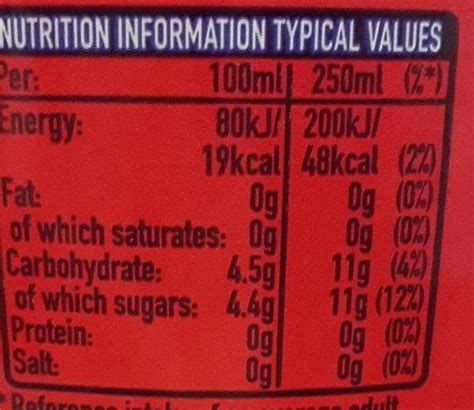 NUTRITION INFORMATION TYPICAL VALUES
Per: 100ml 250ml (%*)
Energy: 80kJ/ 200kJ/
19kcal 48kcal (2%)
Fat: 0g 0g (0%)
of which saturates: 0g 0g (0%)
Carbohydrate: 4.5g 11g (4%)
of which sugars: 4.4g 11g (12%)
Protein: 0g 0g (0%)
Salt: 0g 0g (0%)
* Reference adult